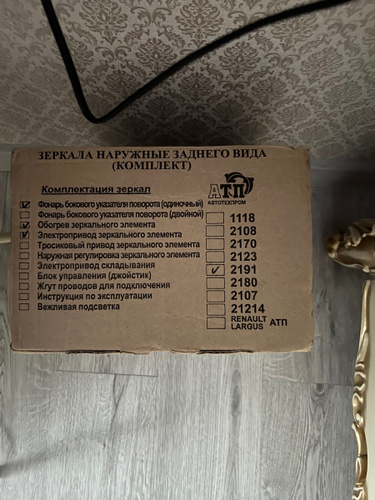 ЗЕРКАЛА НАРУЖНЫЕ ЗАДНЕГО ВИДА
(КОМПЛЕКТ)
Комплектация зеркал
Фонарь бокового указателя поворота (одиночный)
Фонарь бокового указателя поворота (двойной)
Обогрев зеркального элемента
Электропривод зеркального элемента
Тросиковый привод зеркального элемента
Наружная регулировка зеркального элемента
Электропривод складывания
Блок управления (джойстик)
Жгут проводов для подключения
Инструкция по эксплуатации
Вежливая подсветка
АТП
АВТОТЕХПРОМ
1118
2108
2170
2123
2191
2180
2107
21214
RENAULT
LARGUS АТП